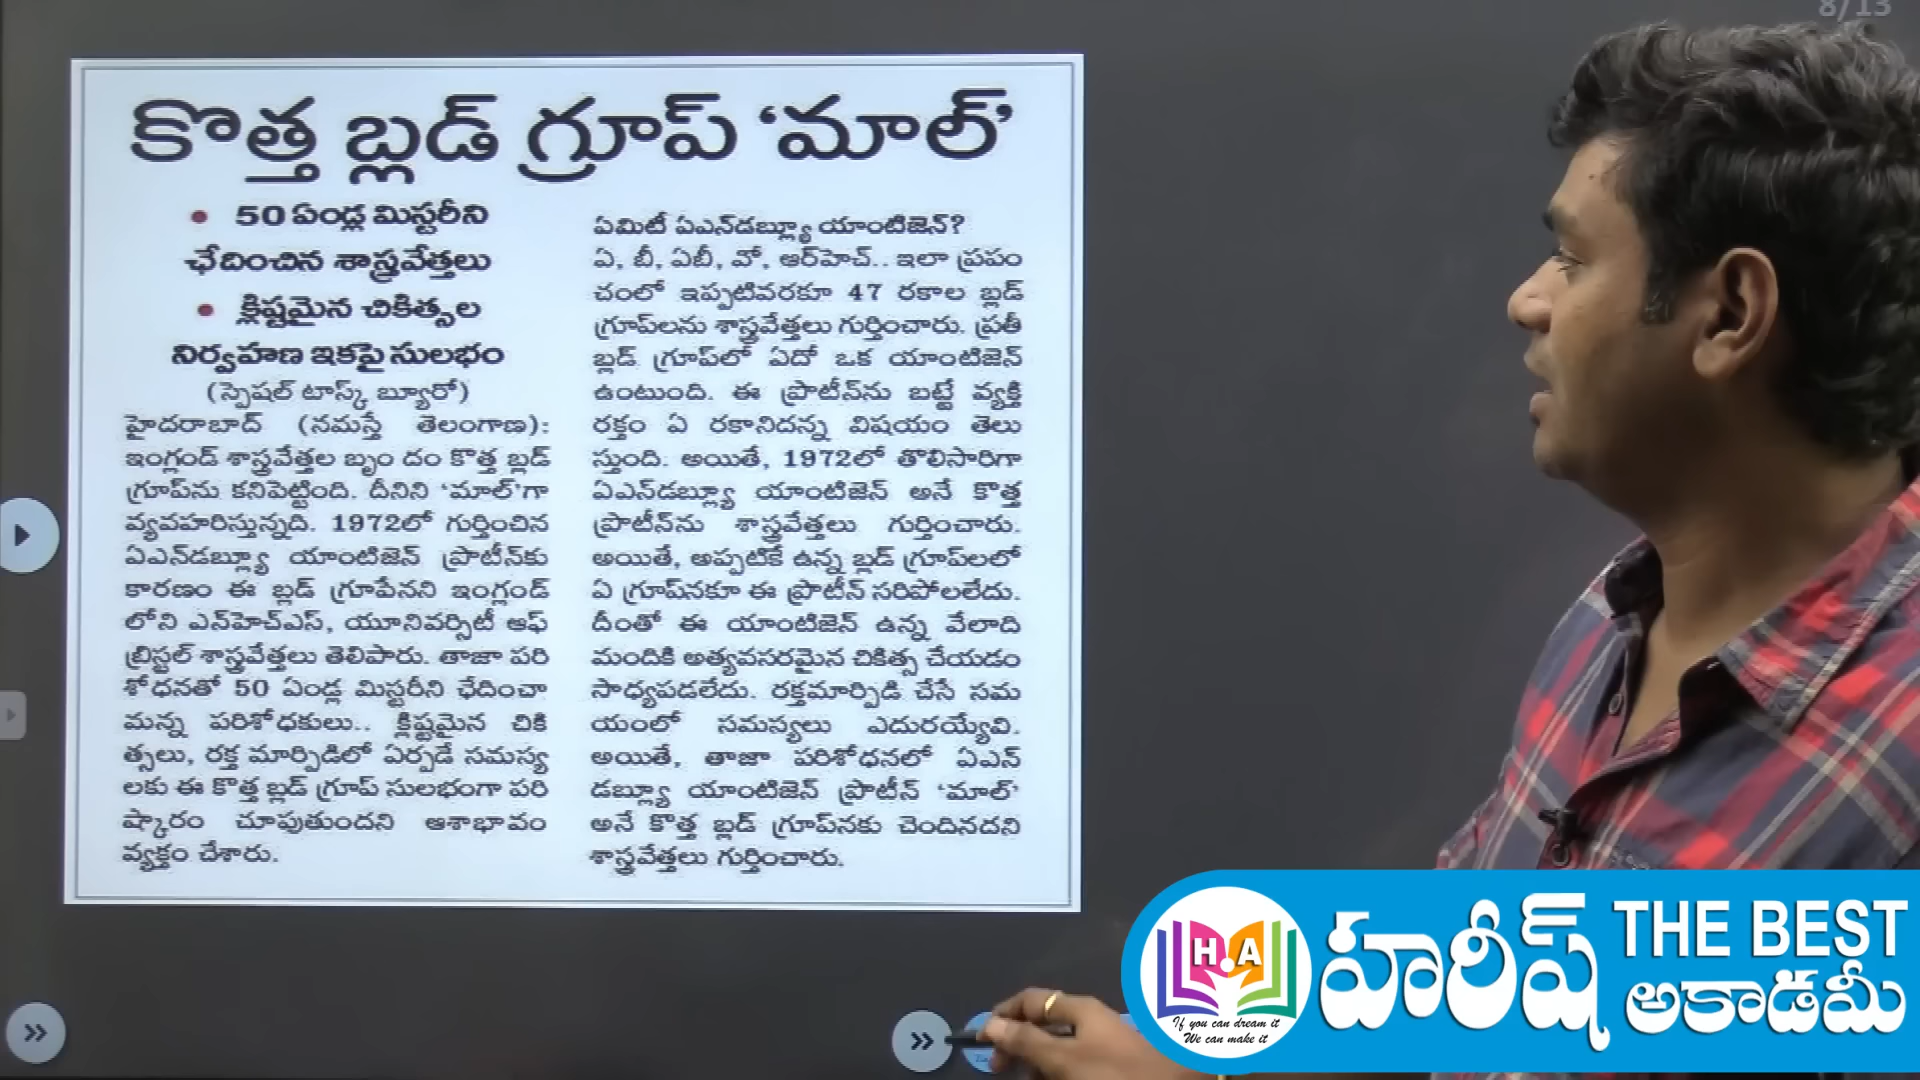 8/13
కొత్త బ్లడ్ గ్రూప్ ‘మాల్’
• 50 ఏండ్ల మిస్టరీని
ఛేదించిన శాస్త్రవేత్తలు
• క్లిష్టమైన చికిత్సల
నిర్వహణ ఇకపై సులభం
(స్పెషల్ టాస్క్ బ్యూరో)
హైదరాబాద్ (నమస్తే తెలంగాణ):
ఇంగ్లండ్ శాస్త్రవేత్తల బృం దం కొత్త బ్లడ్
గ్రూప్‌ను కనిపెట్టింది. దీనిని ‘మాల్’గా
వ్యవహరిస్తున్నది. 1972లో గుర్తించిన
ఏఎన్‌డబ్ల్యూ యాంటిజెన్ ప్రొటీన్‌కు
కారణం ఈ బ్లడ్ గ్రూపేనని ఇంగ్లండ్
లోని ఎన్‌హెచ్‌ఎస్, యూనివర్సిటీ ఆఫ్
బ్రిస్టల్ శాస్త్రవేత్తలు తెలిపారు. తాజా పరి
శోధనతో 50 ఏండ్ల మిస్టరీని ఛేదించా
మన్న పరిశోధకులు.. క్లిష్టమైన చికి
త్సలు, రక్త మార్పిడిలో ఏర్పడే సమస్య
లకు ఈ కొత్త బ్లడ్ గ్రూప్ సులభంగా పరి
ష్కారం చూపుతుందని ఆశాభావం
వ్యక్తం చేశారు.
ఏమిటీ ఏఎన్‌డబ్ల్యూ యాంటిజెన్?
ఏ, బీ, ఏబీ, వో, ఆర్‌హెచ్.. ఇలా ప్రపం
చంలో ఇప్పటివరకూ 47 రకాల బ్లడ్
గ్రూప్‌లను శాస్త్రవేత్తలు గుర్తించారు. ప్రతీ
బ్లడ్ గ్రూప్‌లో ఏదో ఒక యాంటిజెన్
ఉంటుంది. ఈ ప్రొటీన్‌ను బట్టే వ్యక్తి
రక్తం ఏ రకానిదన్న విషయం తెలు
స్తుంది. అయితే, 1972లో తొలిసారిగా
ఏఎన్‌డబ్ల్యూ యాంటిజెన్ అనే కొత్త
ప్రొటీన్‌ను శాస్త్రవేత్తలు గుర్తించారు.
అయితే, అప్పటికే ఉన్న బ్లడ్ గ్రూప్‌లలో
ఏ గ్రూప్‌నకూ ఈ ప్రొటీన్ సరిపోలలేదు.
దీంతో ఈ యాంటిజెన్ ఉన్న వేలాది
మందికి అత్యవసరమైన చికిత్స చేయడం
సాధ్యపడలేదు. రక్తమార్పిడి చేసే సమ
యంలో సమస్యలు ఎదురయ్యేవి.
అయితే, తాజా పరిశోధనలో ఏఎన్
డబ్ల్యూ యాంటిజెన్ ప్రొటీన్ ‘మాల్’
అనే కొత్త బ్లడ్ గ్రూప్‌నకు చెందినదని
శాస్త్రవేత్తలు గుర్తించారు.
H.A
If you can dream it
We can make it
హరీష్ THE BEST
అకాడమీ